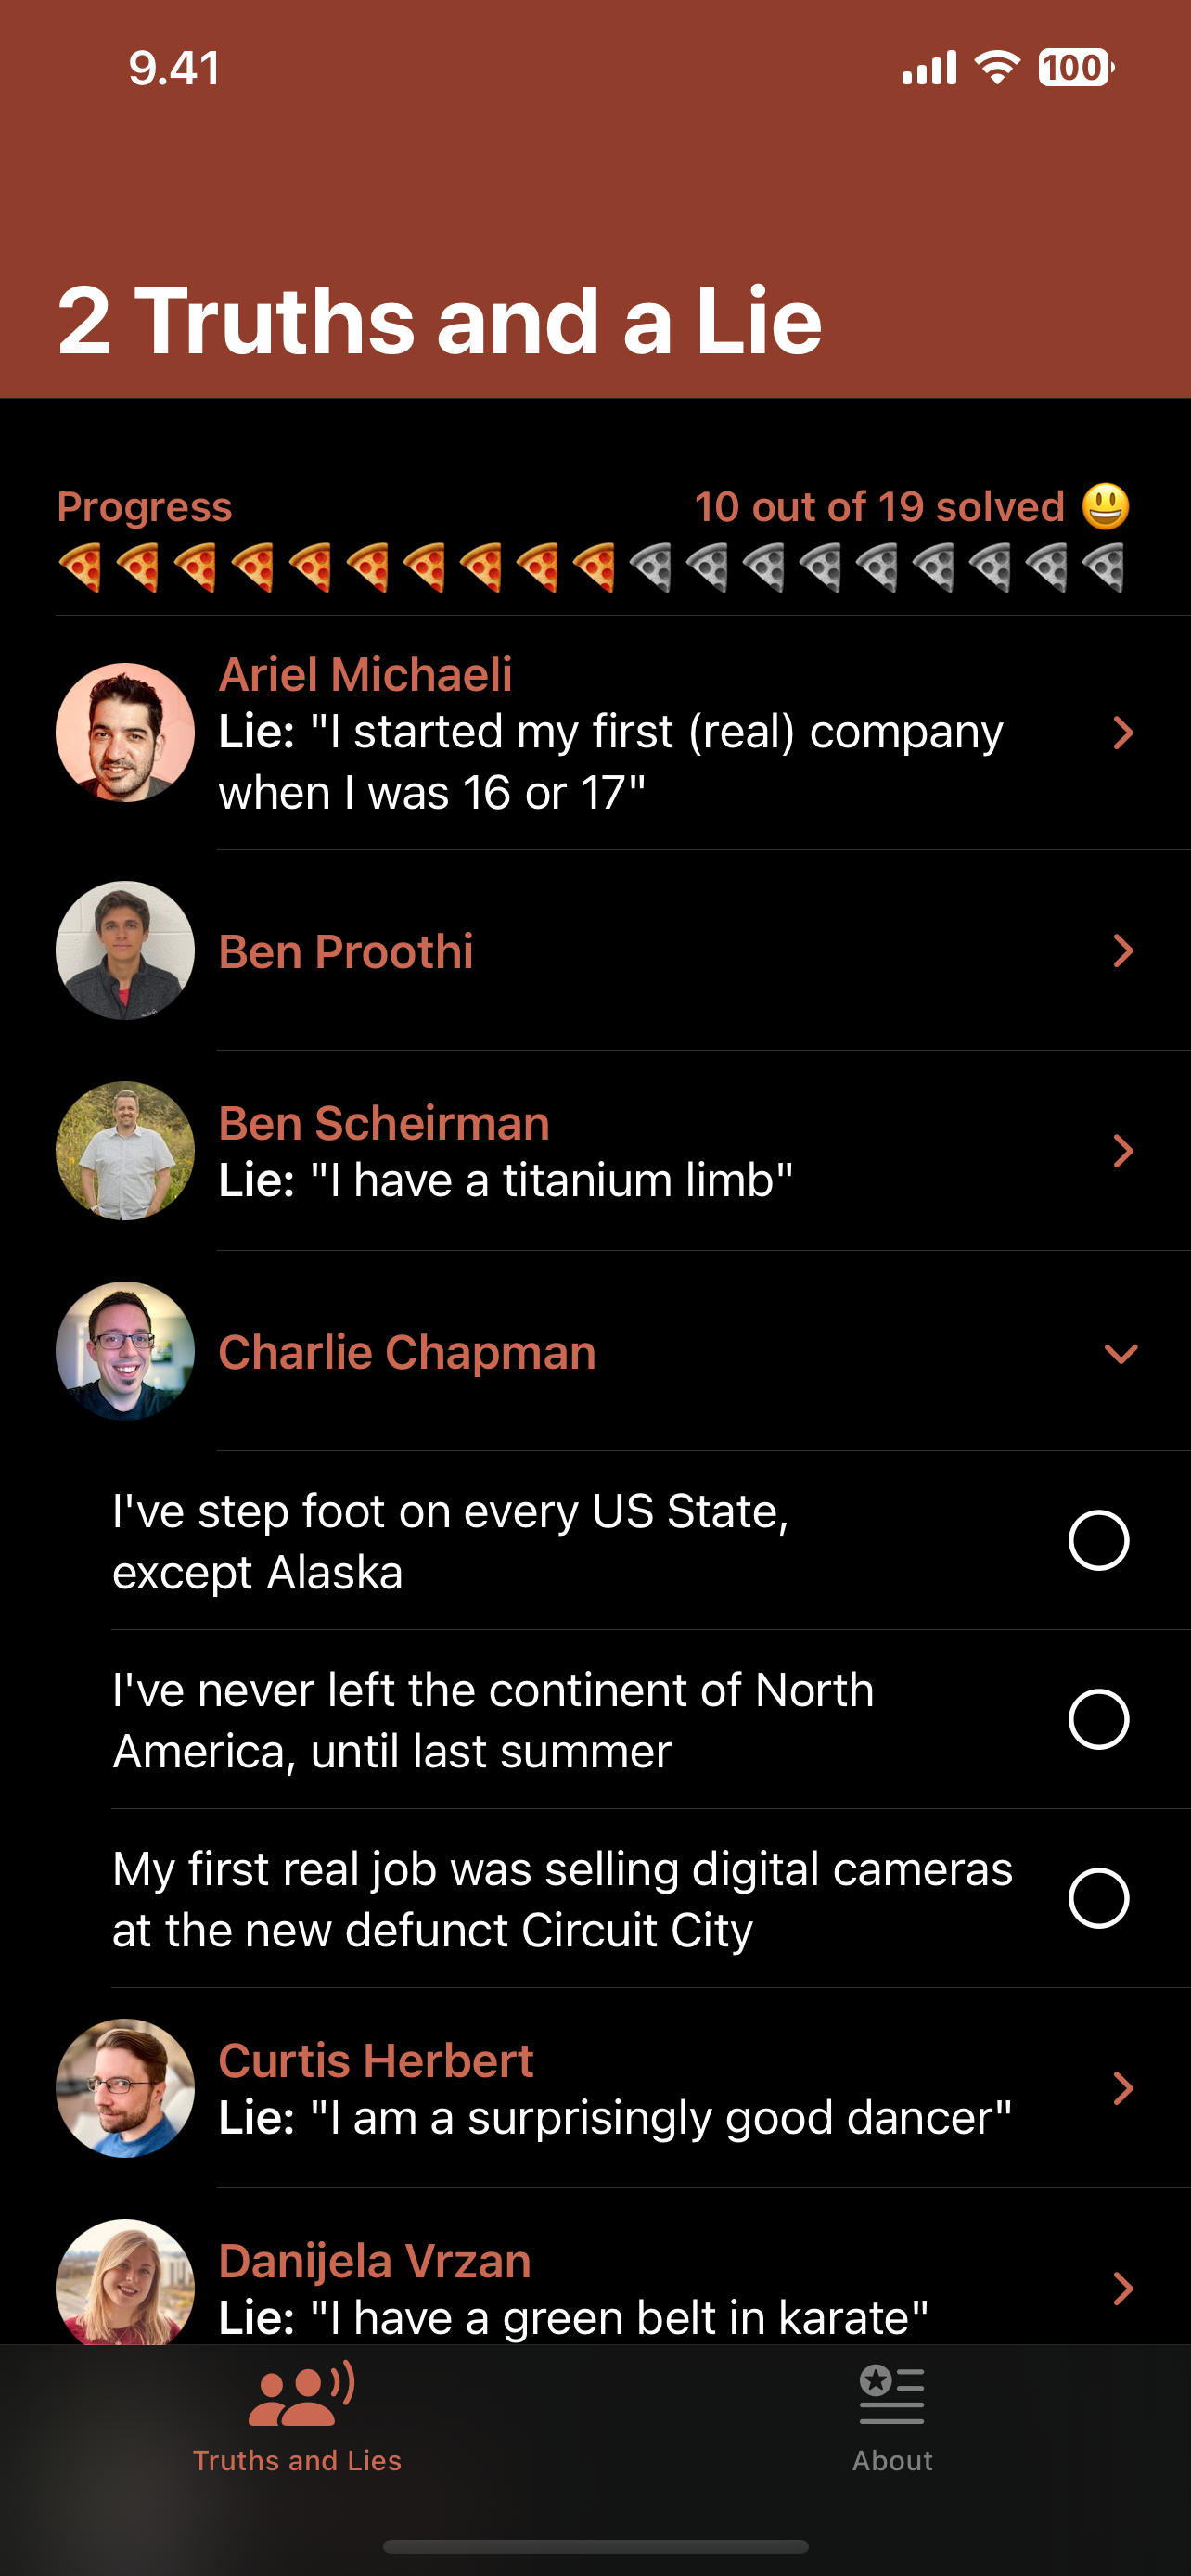 9.41
100
2 Truths and a Lie
Progress
10 out of 19 solved
Ariel Michaeli
Lie: "I started my first (real) company
when I was 16 or 17"
Ben Proothi
Ben Scheirman
Lie: "I have a titanium limb"
Charlie Chapman
I've step foot on every US State,
except Alaska
I've never left the continent of North
America, until last summer
My first real job was selling digital cameras
at the new defunct Circuit City
Curtis Herbert
Lie: "I am a surprisingly good dancer"
Danijela Vrzan
Lie: "I have a green belt in karate"
Truths and Lies
About